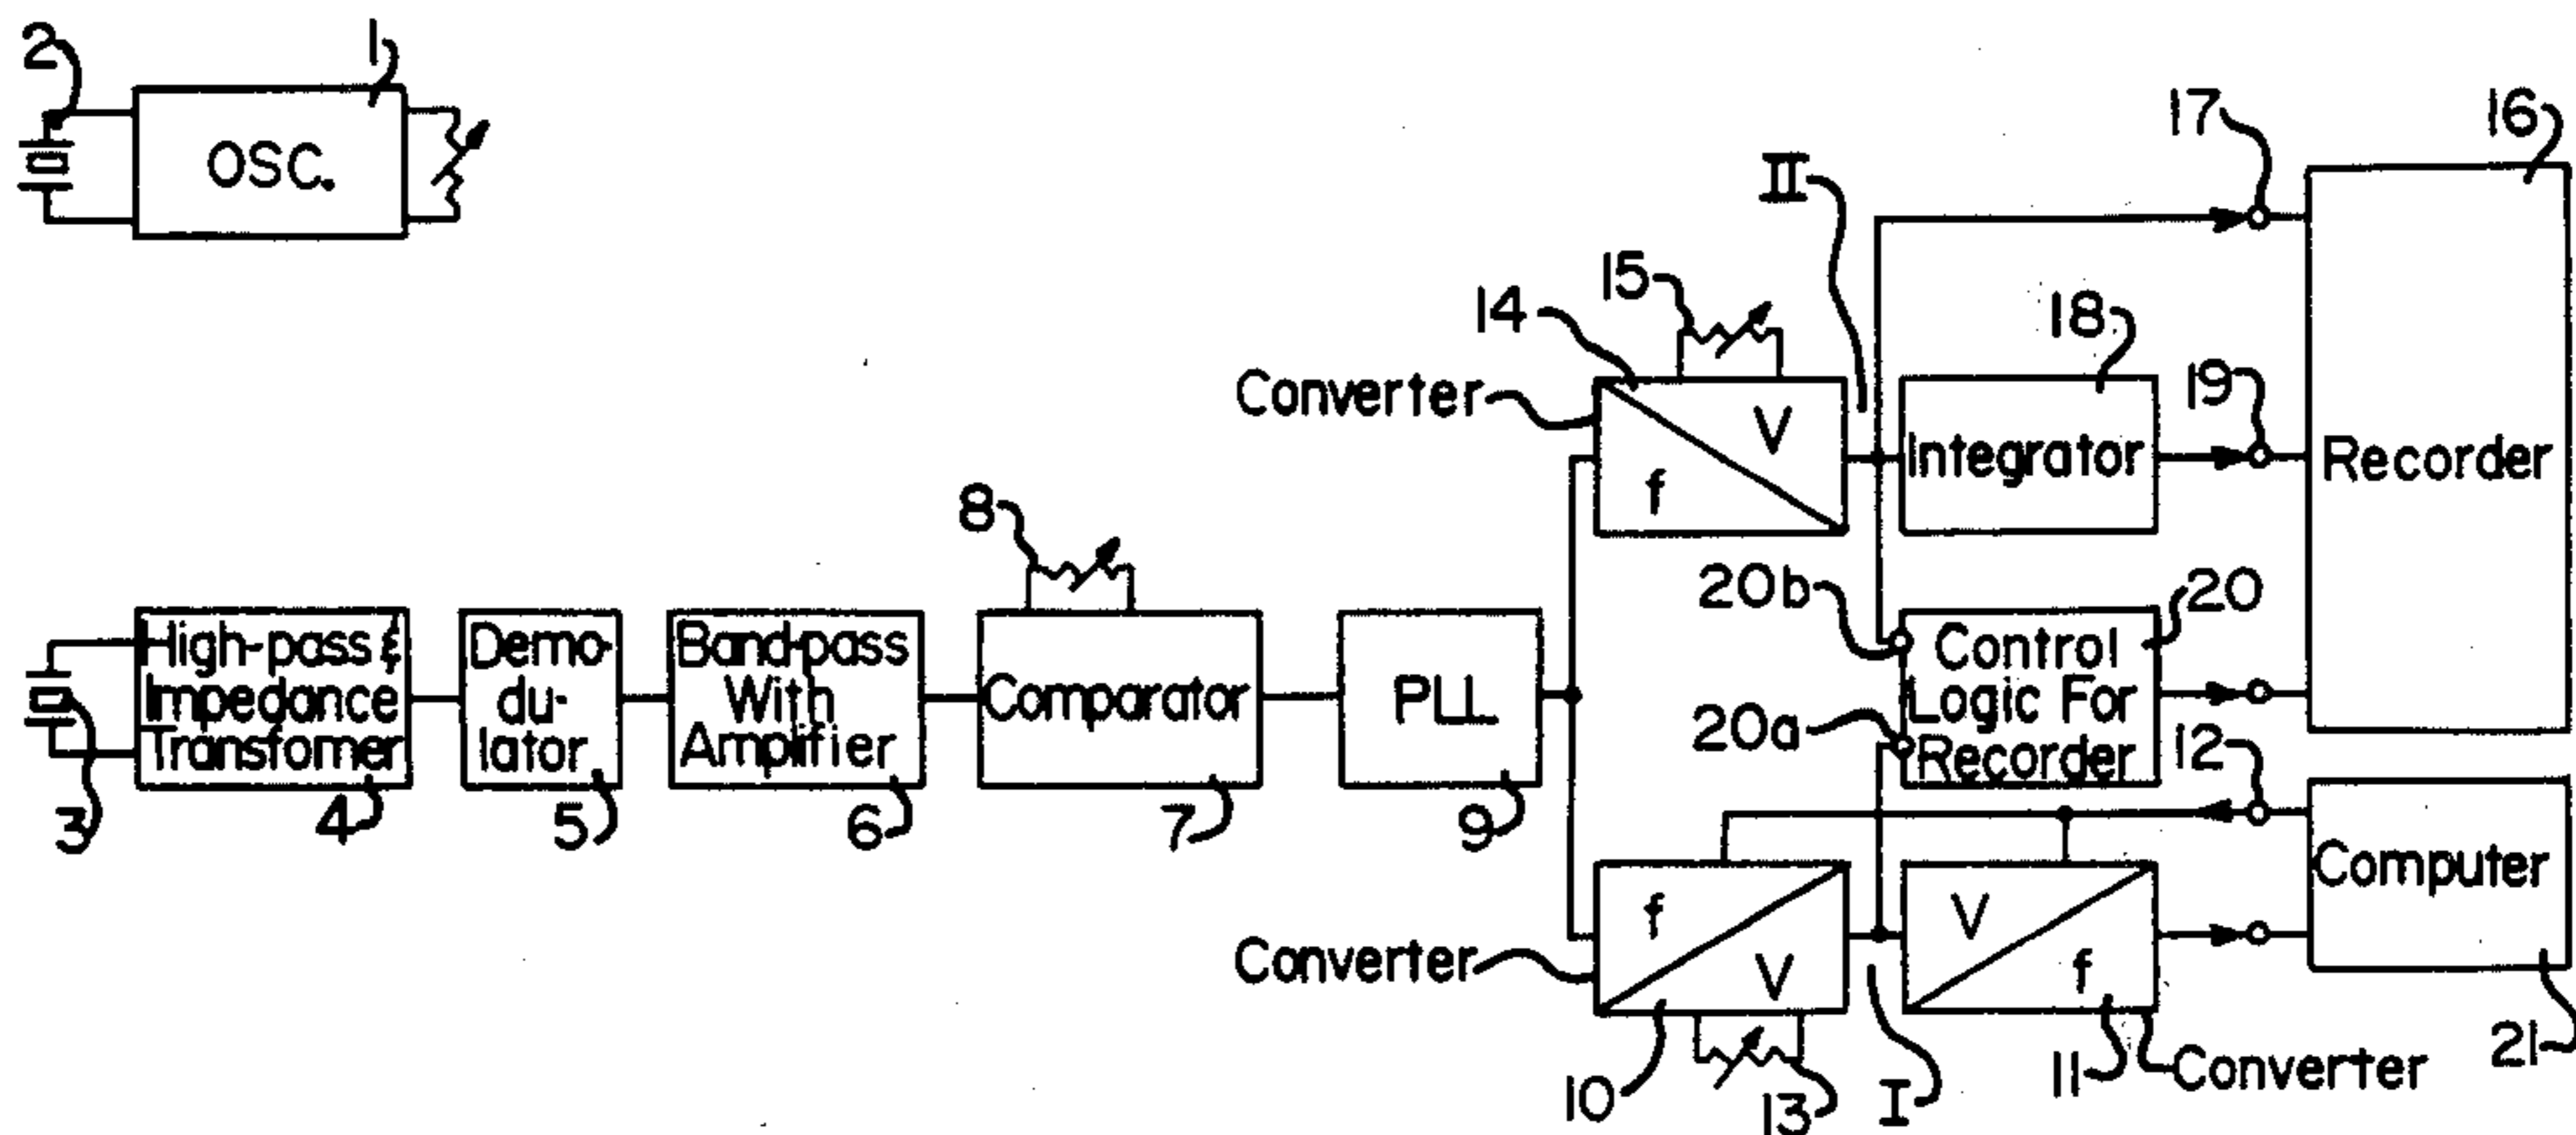 2
1
OSC.
17
16
II
15
14
18
Converter
V
f
Integrator
19
Recorder
8
20b
20
High-pass &
Impedance
Transfomer
Demo-
du-
lator
Band-pass
With
Amplifier
Comparator
PLL
Control
Logic For
Recorder
20a
12
3
4
5
6
7
9
Computer
f
V
V
f
Converter
10
13
I
11
Converter
21